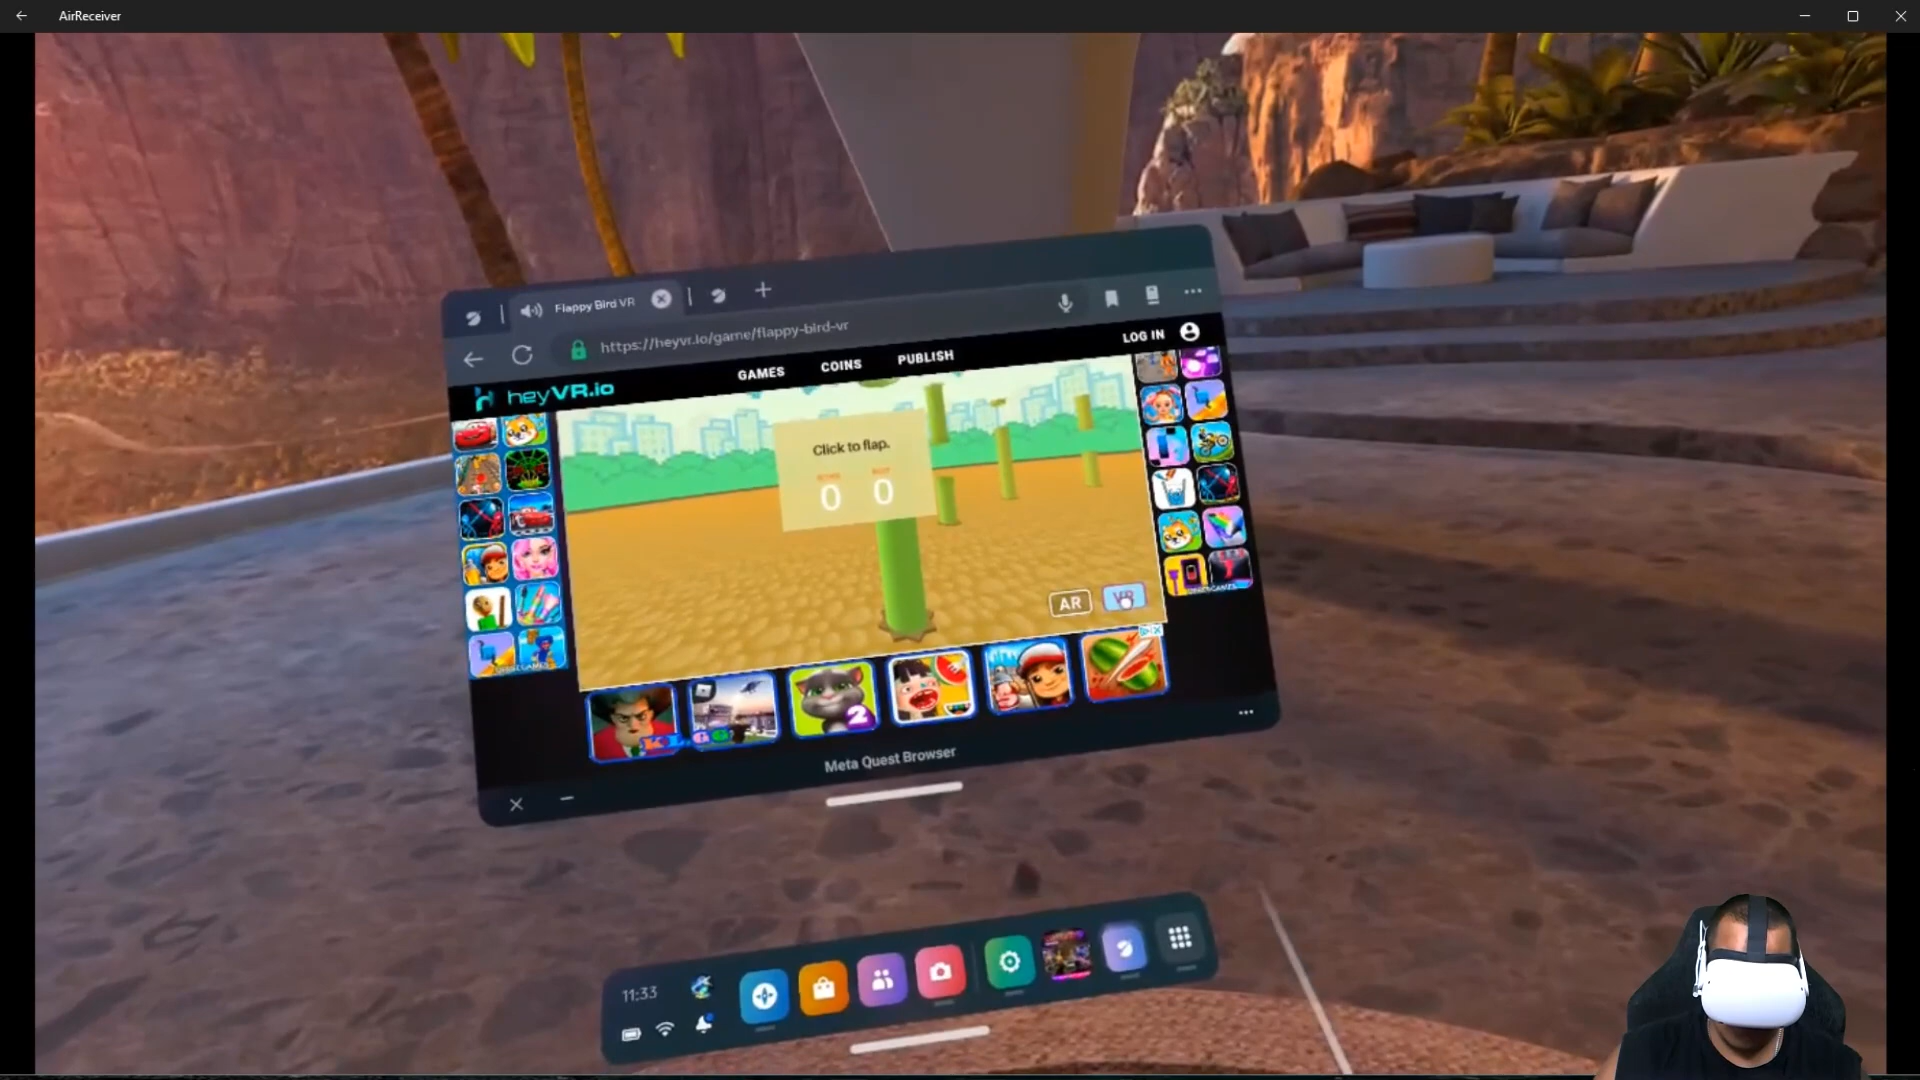 AirReceiver
Flappy Bird VR
https://heyvr.io/game/flappy-bird-vr
heyVR.io
GAMES
COINS
PUBLISH
LOG IN
Click to flap.
0 0
AR
VR
2
Meta Quest Browser
11:33